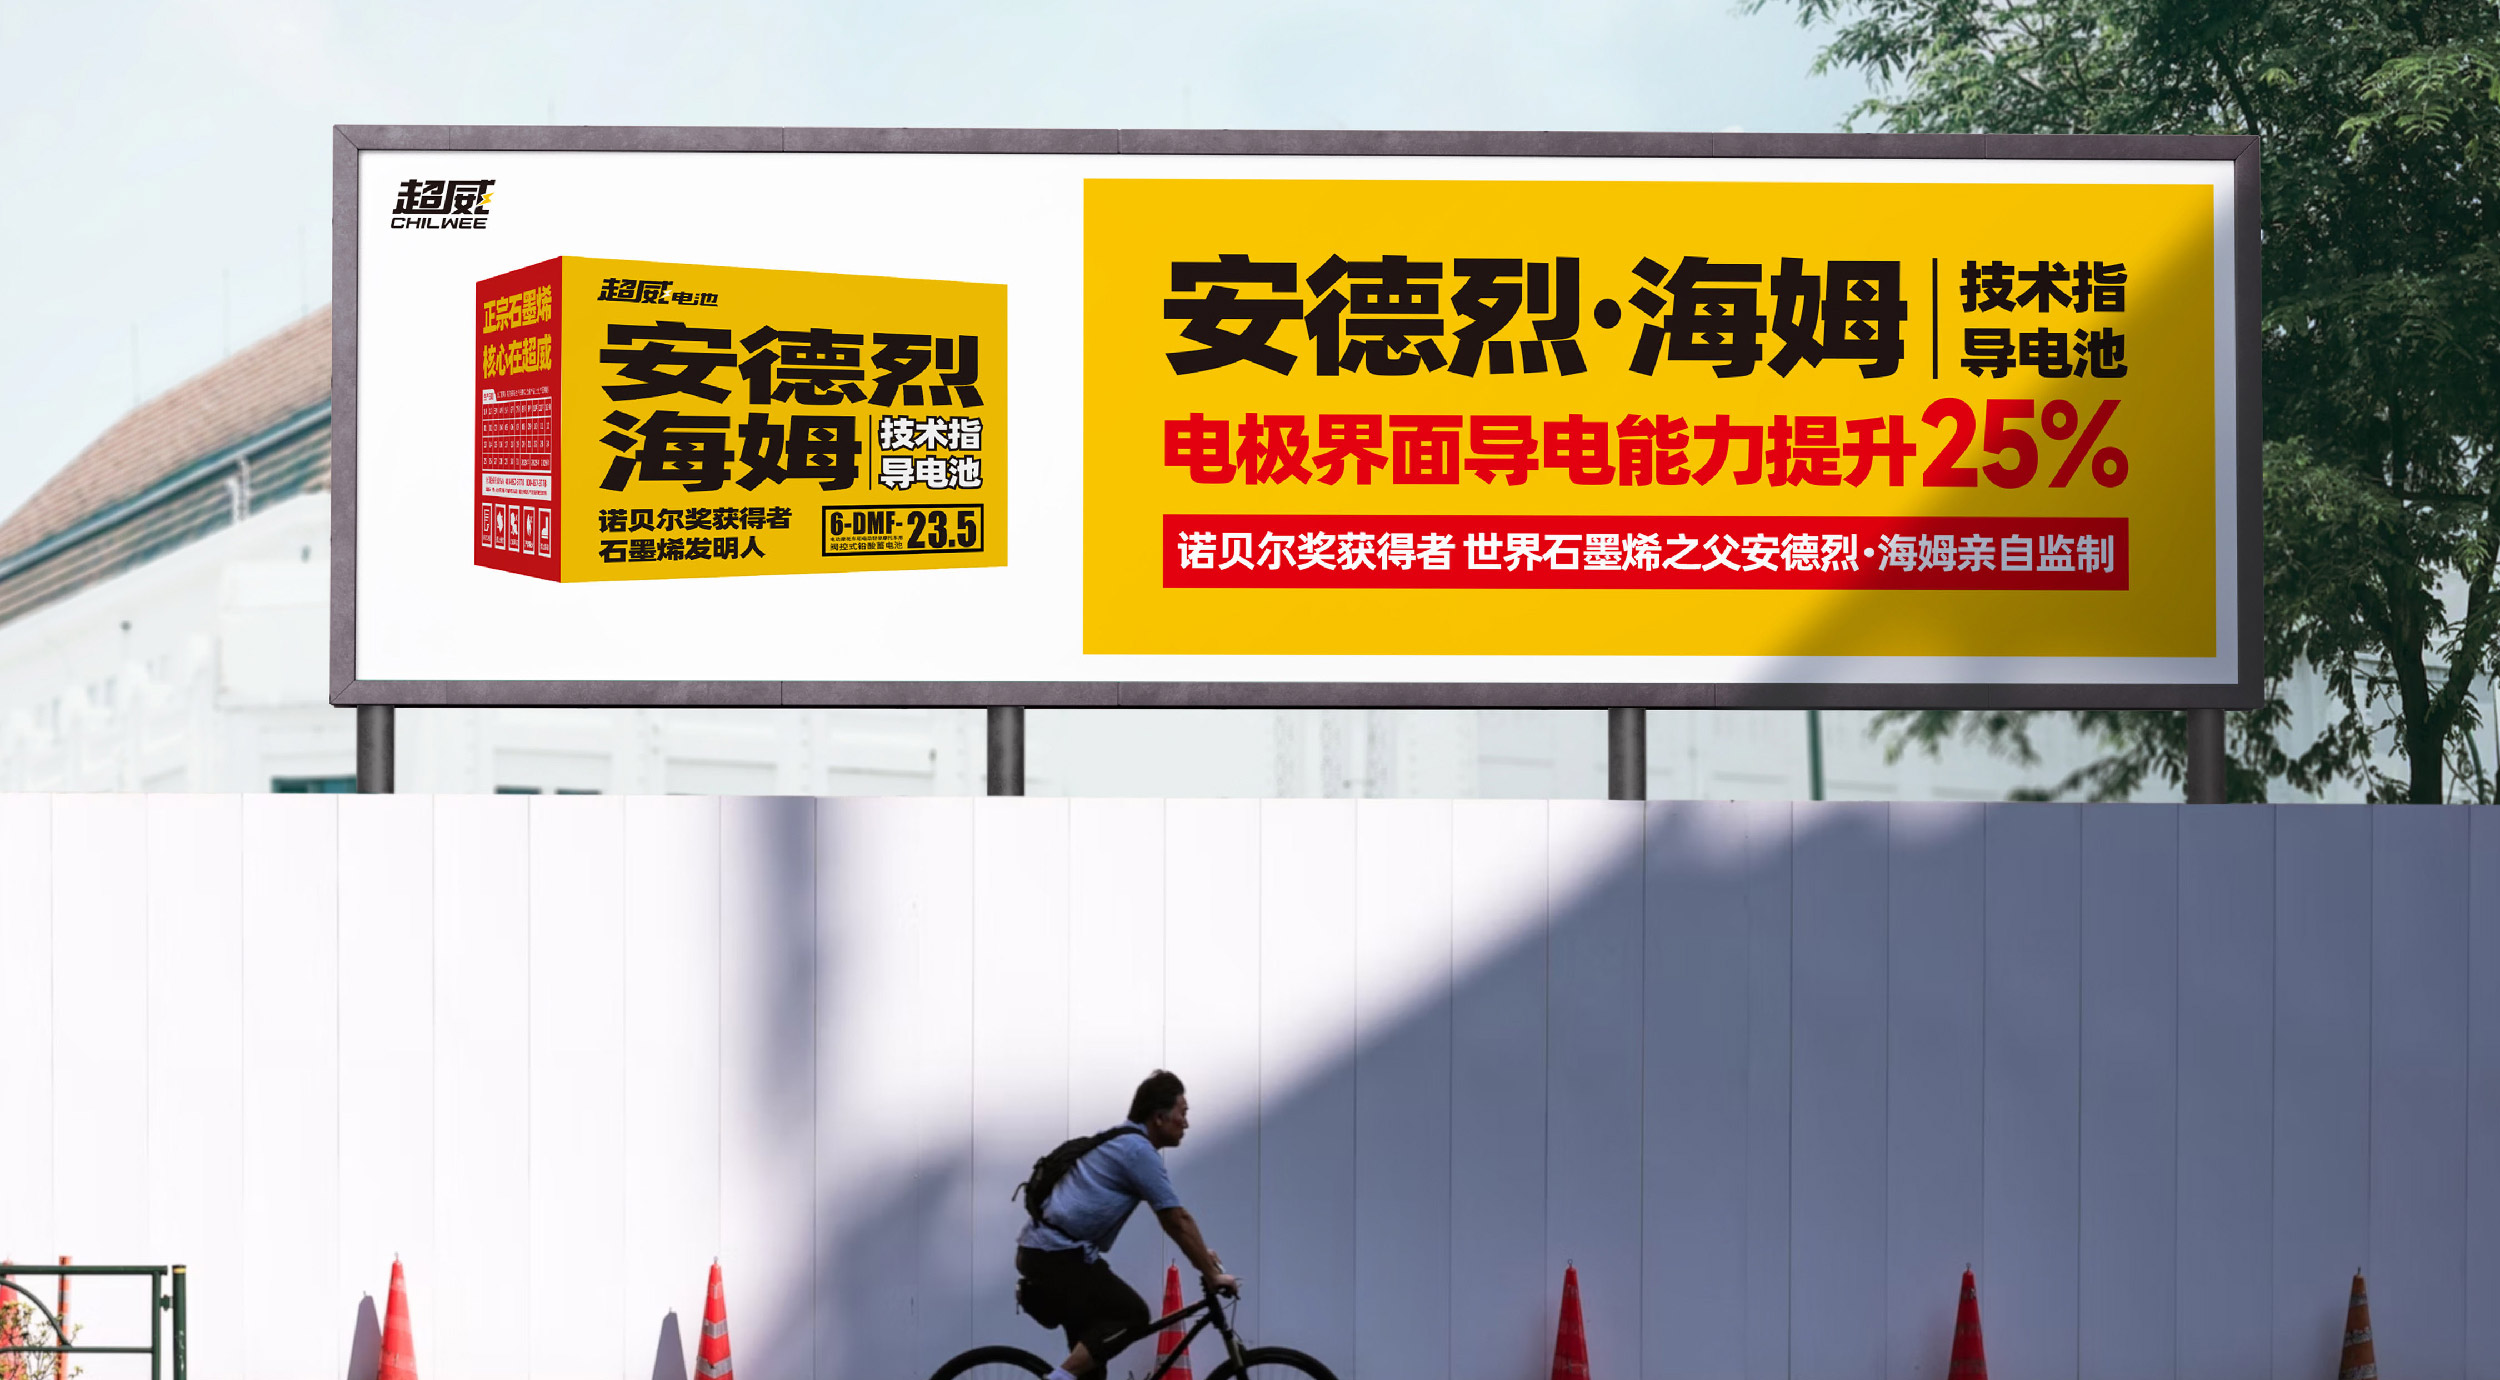 超威
CHILWEE
正宗石墨烯
核心在超威
超威电池
安德烈
海姆
技术指
导电池
诺贝尔奖获得者
石墨烯发明人
6-DMF-23.5
阀控式铅酸蓄电池
安德烈·海姆
技术指
导电池
电极界面导电能力提升25%
诺贝尔奖获得者 世界石墨烯之父安德烈·海姆亲自监制